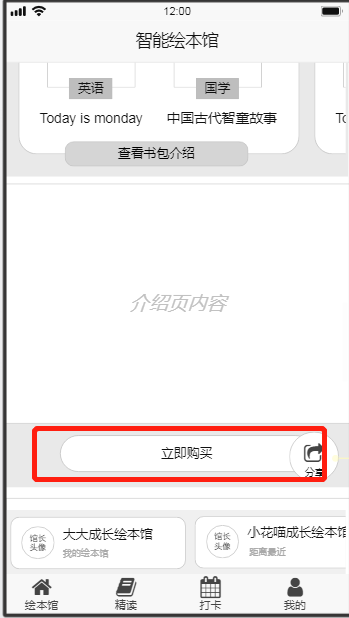 12:00
智能绘本馆
英语
国学
Today is monday
中国古代智童故事
To
查看书包介绍
介绍页内容
立即购买
分享
馆长头像
大大成长绘本馆
我的绘本馆
馆长头像
小花喵成长绘本
距离最近
绘本馆
精读
打卡
我的